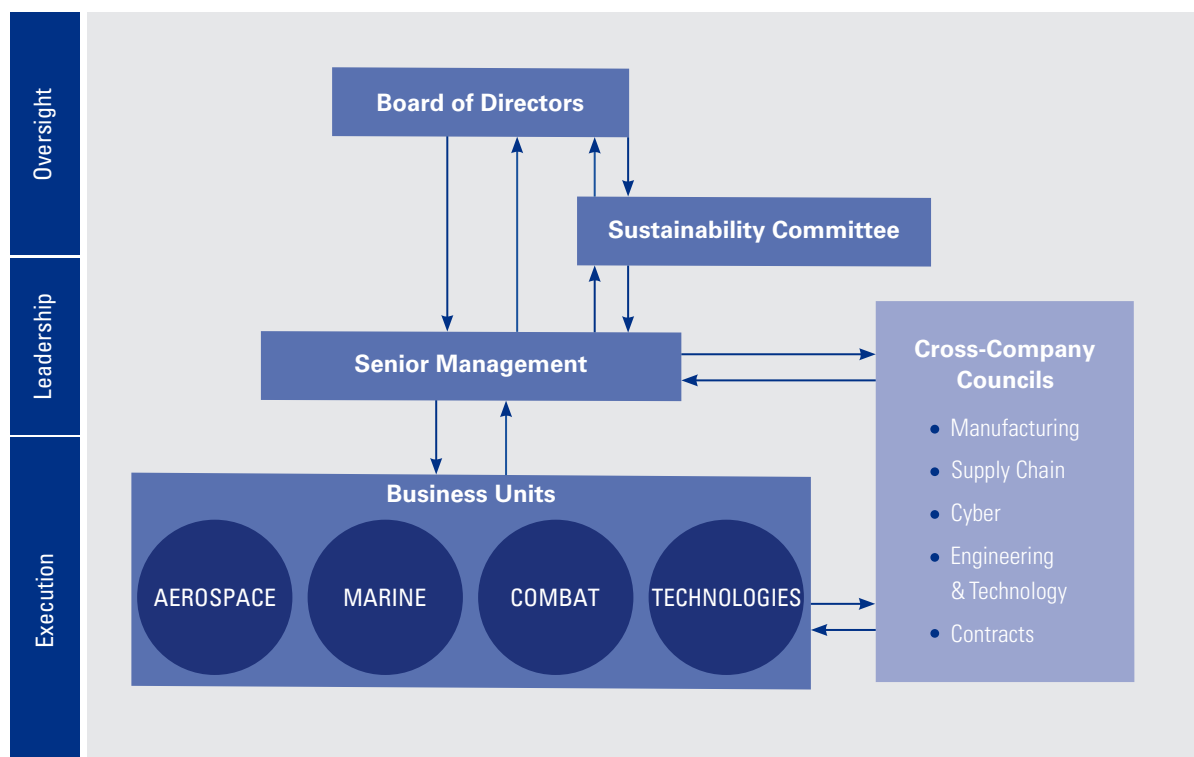 Oversight
Board of Directors
Sustainability Committee
Leadership
Senior Management
Cross-Company
Councils
• Manufacturing
• Supply Chain
• Cyber
• Engineering
& Technology
• Contracts
Execution
Business Units
AEROSPACE
MARINE
COMBAT
TECHNOLOGIES